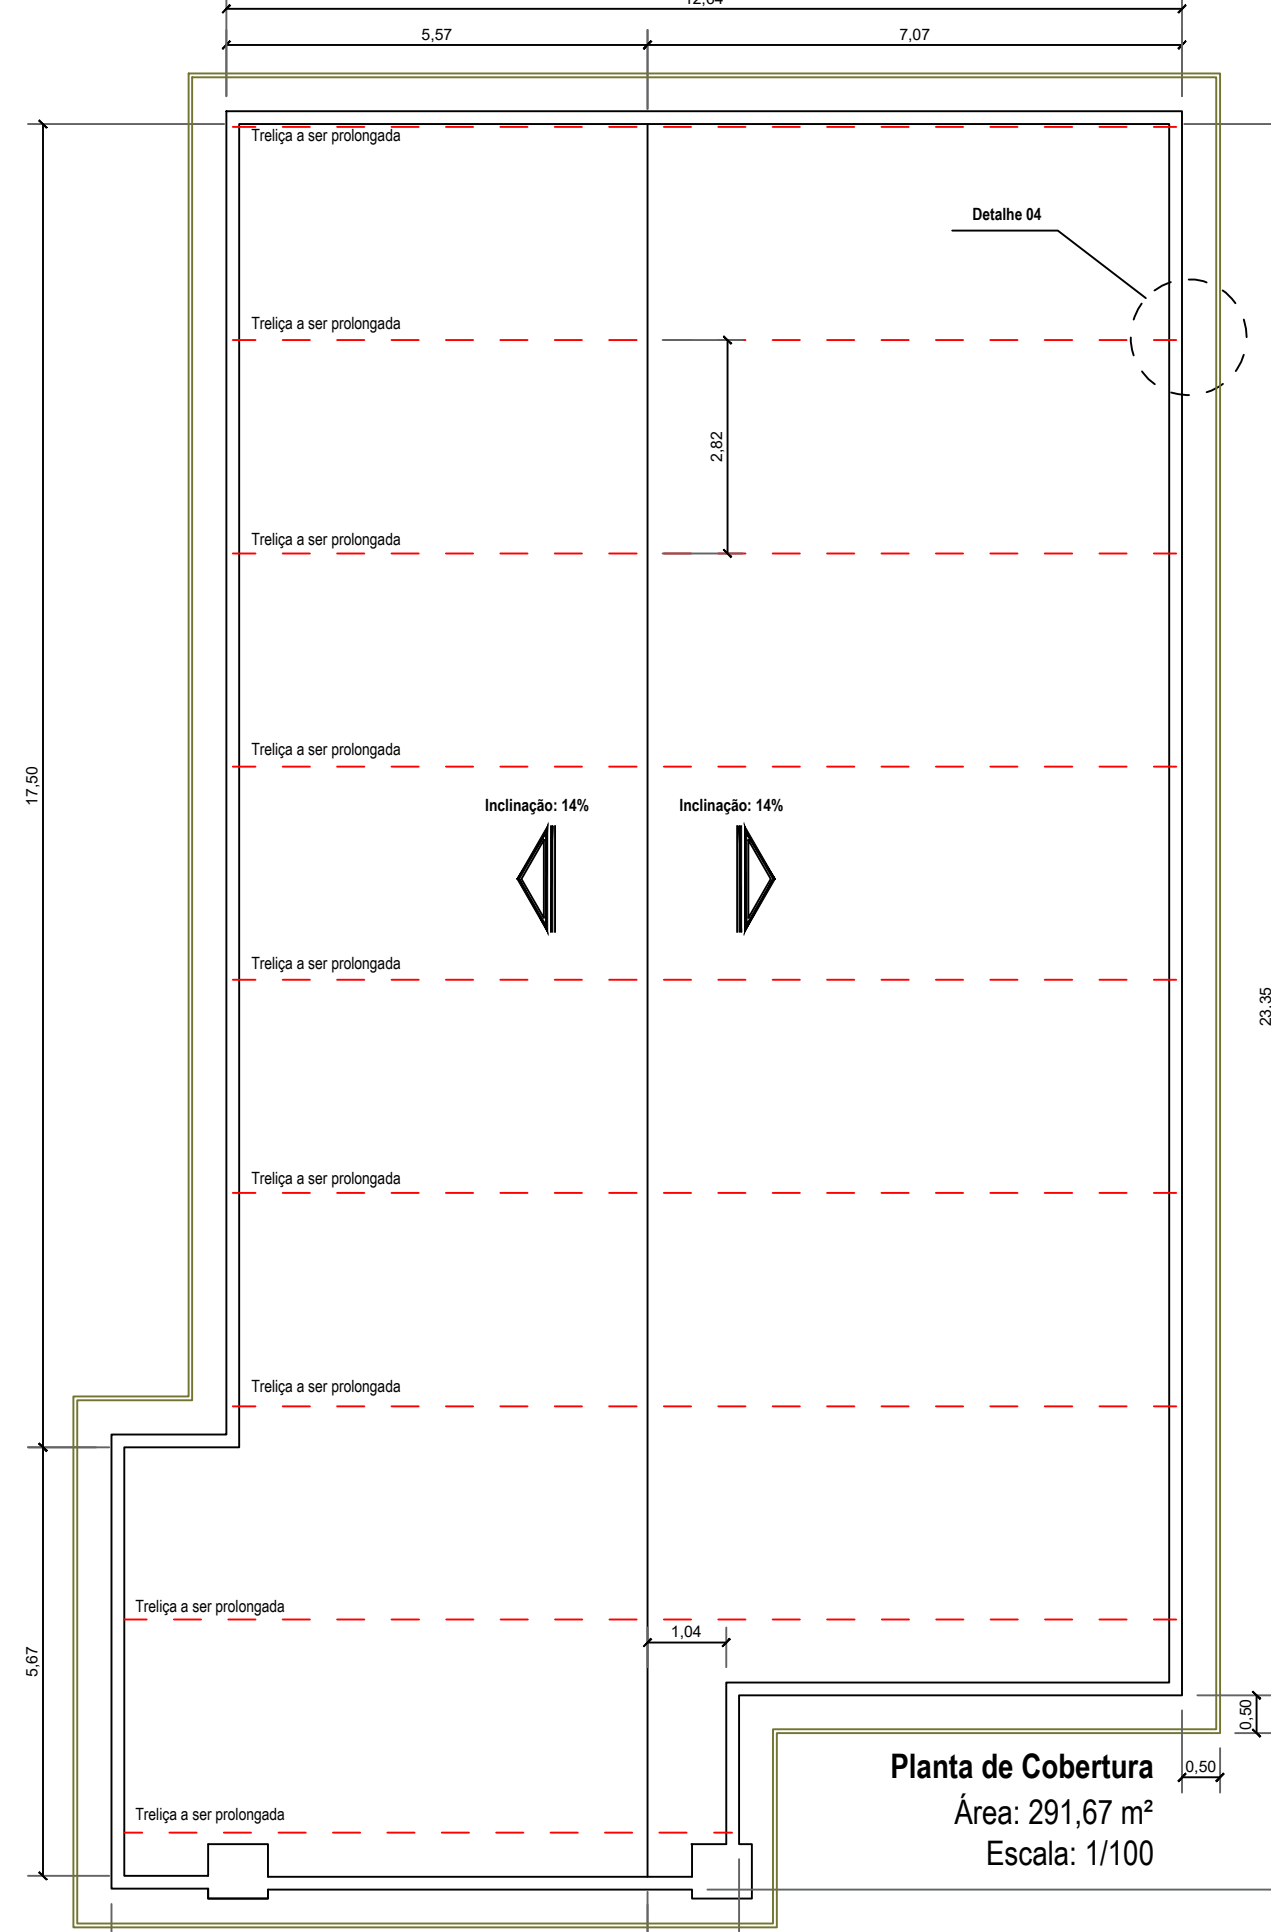 12,64
5,57
7,07
Treliça a ser prolongada
Detalhe 04
Treliça a ser prolongada
2,82
Treliça a ser prolongada
Treliça a ser prolongada
17,50
Inclinação: 14%
Inclinação: 14%
Treliça a ser prolongada
23,35
Treliça a ser prolongada
Treliça a ser prolongada
Treliça a ser prolongada
1,04
5,67
0,50
Planta de Cobertura
0,50
Área: 291,67 m²
Treliça a ser prolongada
Escala: 1/100